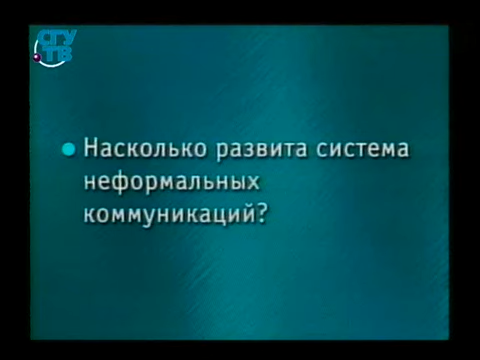 СГУ
ТВ
Насколько развита система
неформальных
коммуникаций?